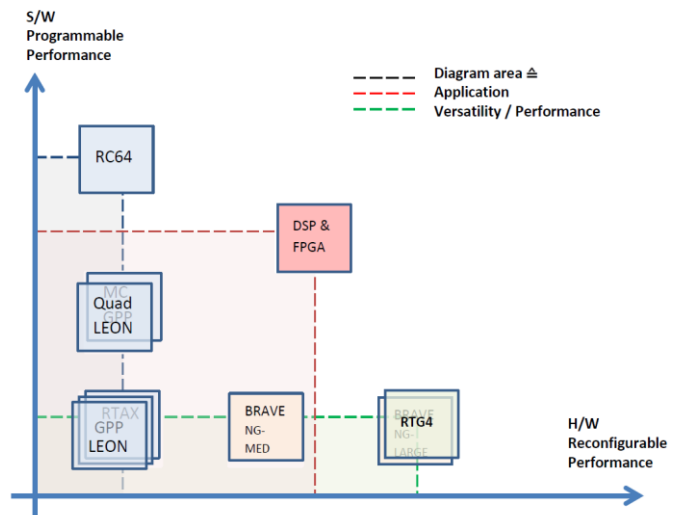 S/W
Programmable
Performance
Diagram area ≙
Application
Versatility / Performance
RC64
DSP &
FPGA
MC
Quad
GPP
LEON
RTAX
GPP
LEON
BRAVE
NG-
MED
BRAVE
RTG4
NG-
LARGE
H/W
Reconfigurable
Performance